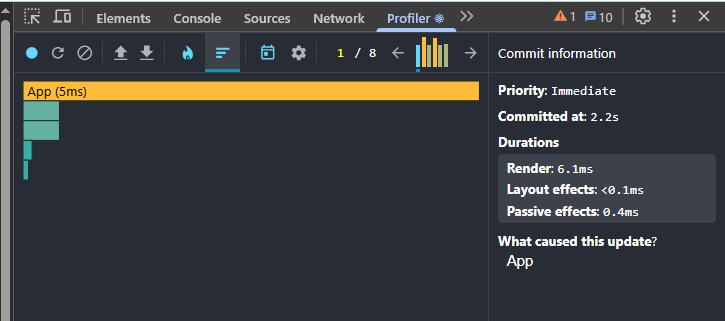 Elements Console Sources Network Profiler 1 10
1 / 8 Commit information
App (5ms)
Priority: Immediate
Committed at: 2.2s
Durations
Render: 6.1ms
Layout effects: <0.1ms
Passive effects: 0.4ms
What caused this update?
App